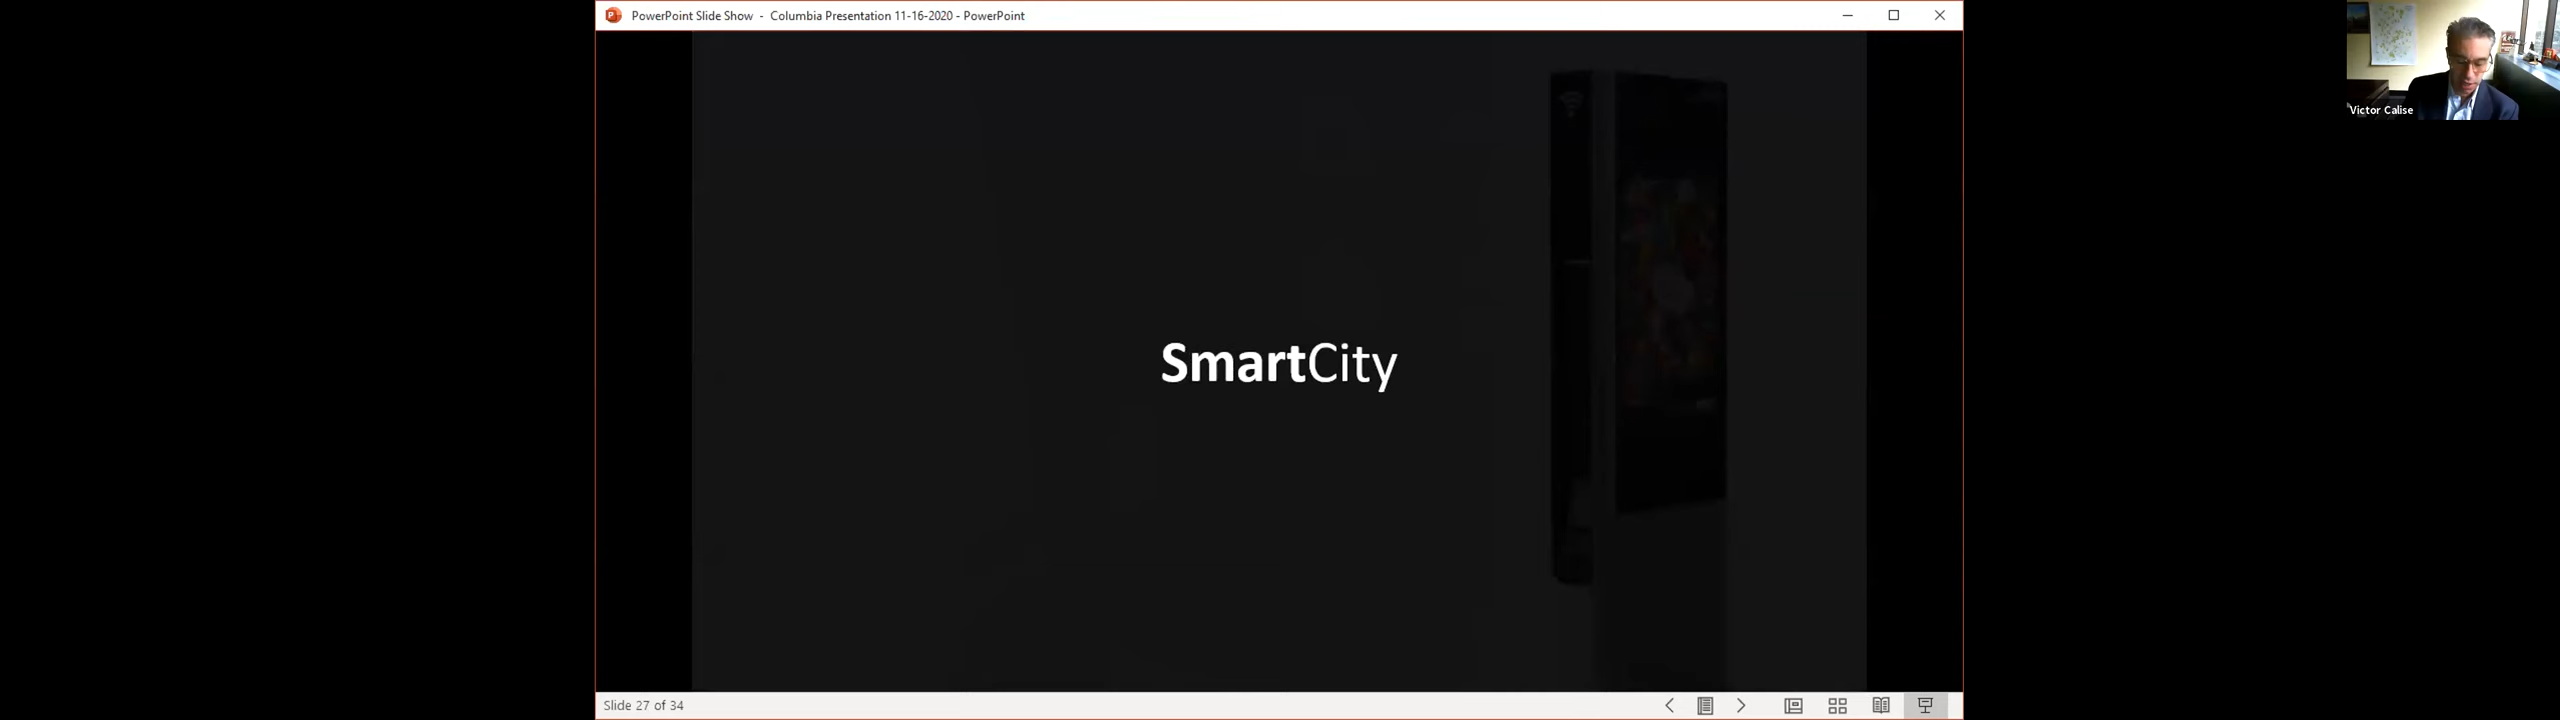 PowerPoint Slide Show - Columbia Presentation 11-16-2020 - PowerPoint
Victor Calise
SmartCity
Slide 27 of 34